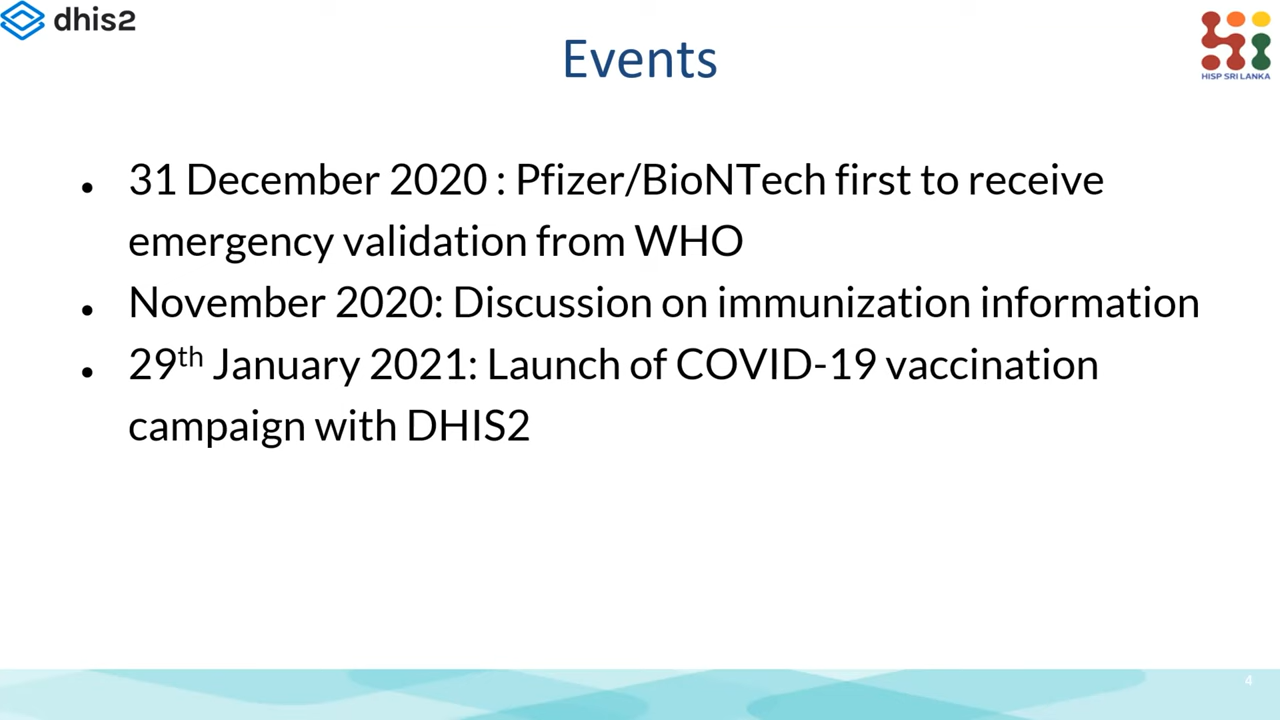 dhis2
HISP SRI LANKA
Events
• 31 December 2020 : Pfizer/BioNTech first to receive
emergency validation from WHO
• November 2020: Discussion on immunization information
• 29th January 2021: Launch of COVID-19 vaccination
campaign with DHIS2
4